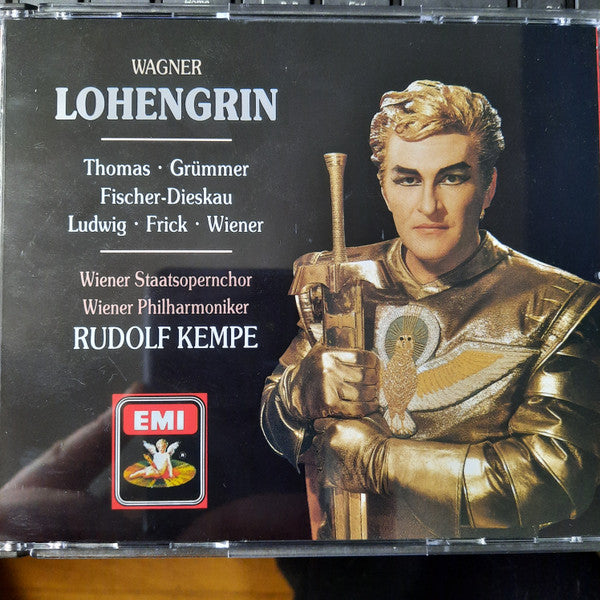 WAGNER
LOHENGRIN
Thomas · Grümmer
Fischer-Dieskau
Ludwig · Frick · Wiener
Wiener Staatsopernchor
Wiener Philharmoniker
RUDOLF KEMPE
EMI